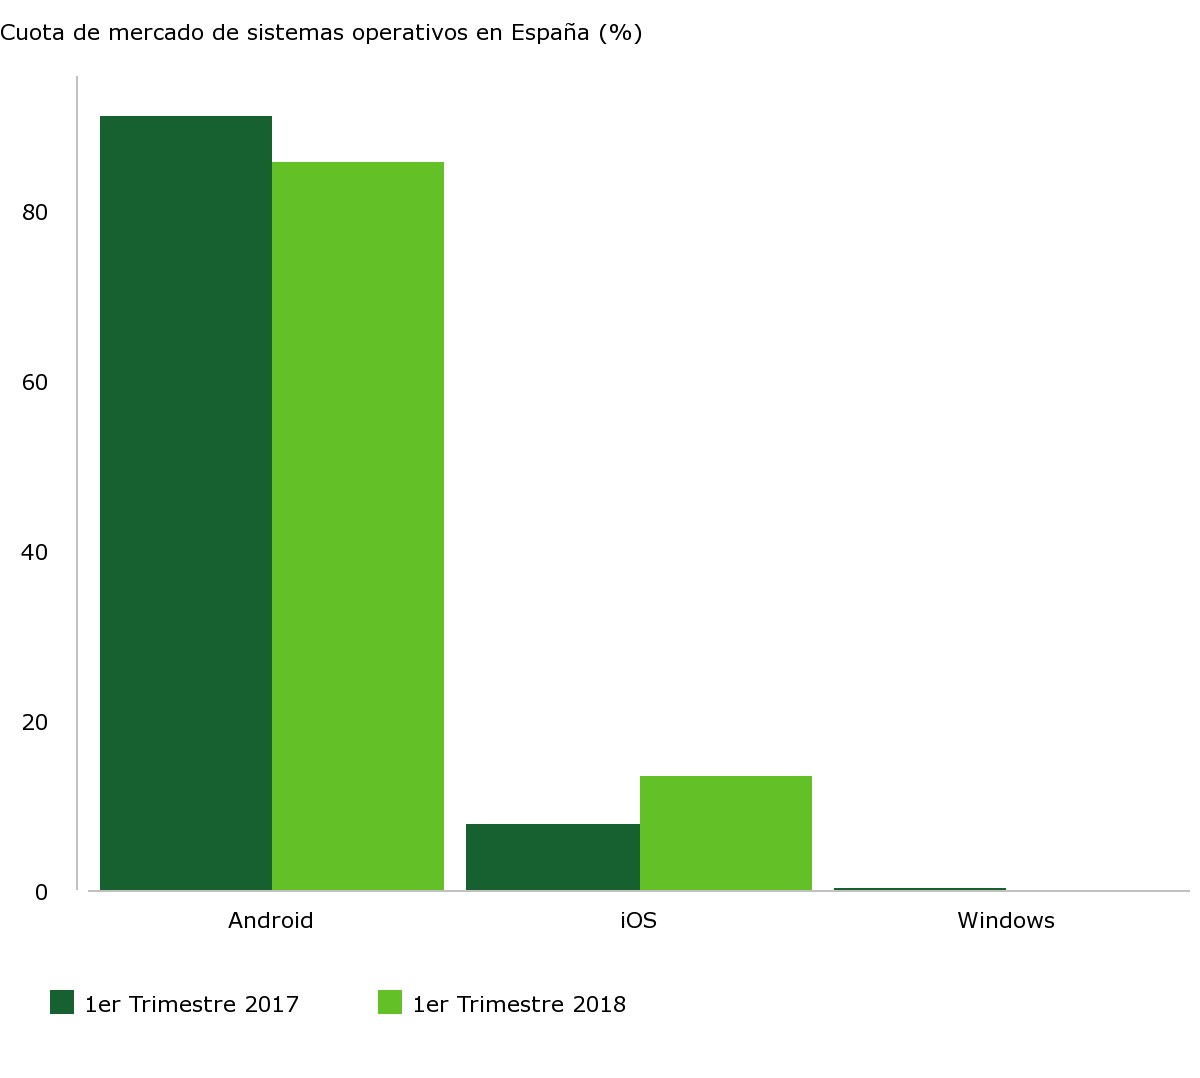 Cuota de mercado de sistemas operativos en España (%)
80
60
40
20
0
Android iOS Windows
1er Trimestre 2017 1er Trimestre 2018